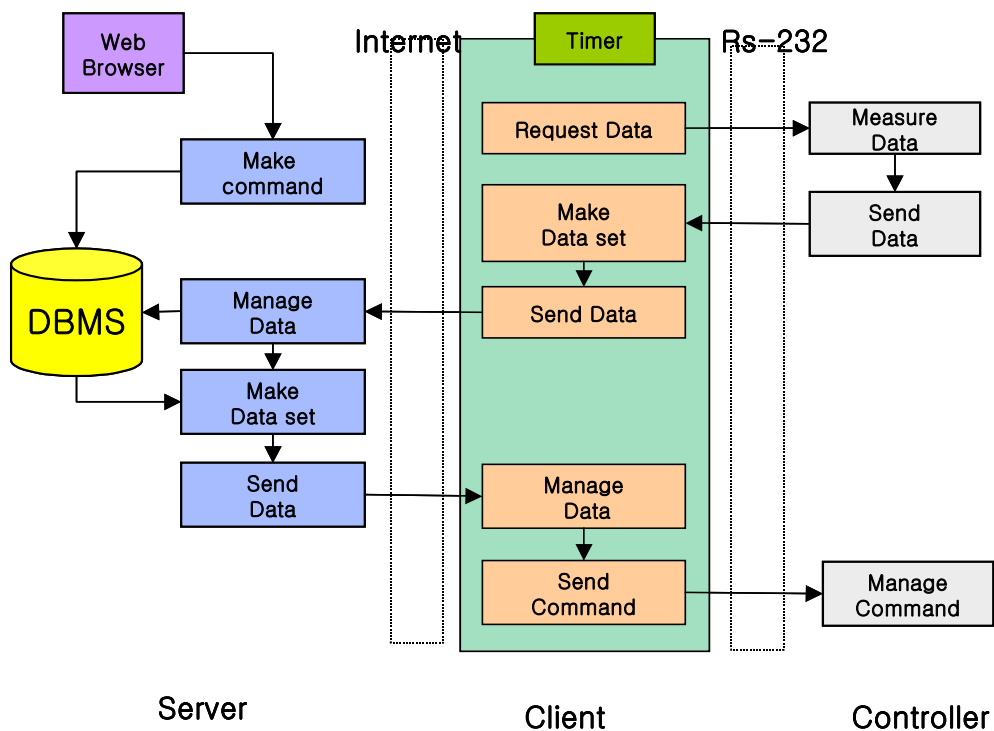 Web
Browser
Internet
Timer
Rs-232
Request Data
Measure
Data
Make
command
Make
Data set
Send
Data
DBMS
Manage
Data
Send Data
Make
Data set
Send
Data
Manage
Data
Send
Command
Manage
Command
Server
Client
Controller